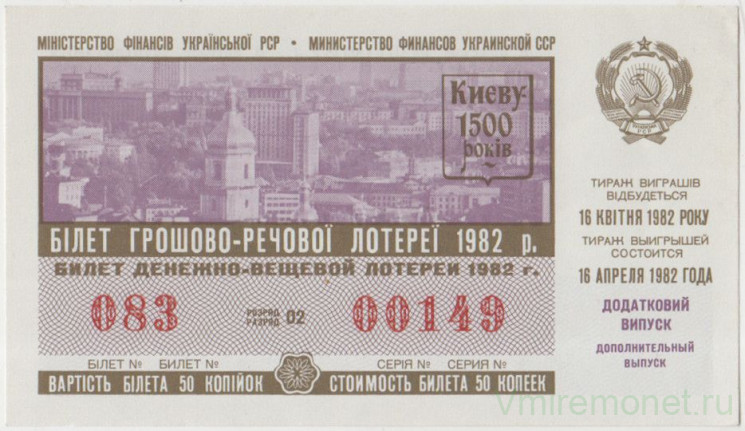 МІНІСТЕРСТВО ФІНАНСІВ УКРАЇНСЬКОЇ РСР • МИНИСТЕРСТВО ФИНАНСОВ УКРАИНСКОЙ ССР
Києву-
1500
років
БІЛЕТ ГРОШОВО-РЕЧОВОЇ ЛОТЕРЕЇ 1982 р.
БИЛЕТ ДЕНЕЖНО-ВЕЩЕВОЙ ЛОТЕРЕИ 1982 г.
083 РОЗРЯД РАЗРЯД 02 00149
БІЛЕТ № БИЛЕТ № СЕРІЯ № СЕРИЯ №
ВАРТІСТЬ БІЛЕТА 50 КОПІЙОК СТОИМОСТЬ БИЛЕТА 50 КОПЕЕК
ТИРАЖ ВИГРАШІВ
ВІДБУДЕТЬСЯ
16 КВІТНЯ 1982 РОКУ
ТИРАЖ ВЫИГРЫШЕЙ
СОСТОИТСЯ
16 АПРЕЛЯ 1982 ГОДА
ДОДАТКОВИЙ
ВИПУСК
ДОПОЛНИТЕЛЬНЫЙ
ВЫПУСК
vmiremonet.ru